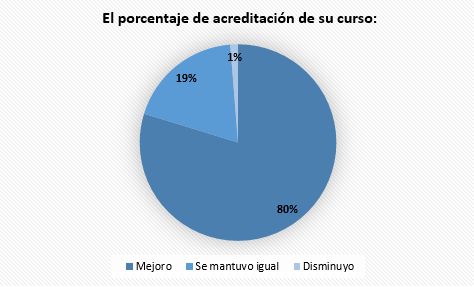 El porcentaje de acreditación de su curso:
1%
19%
80%
Mejoro Se mantuvo igual Disminuyo